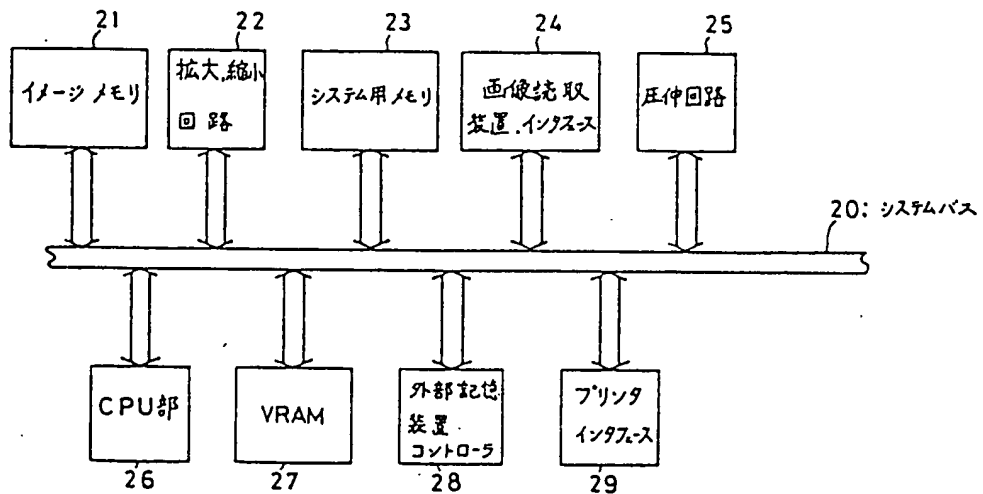 21
22
23
24
25
イメージ メモリ
拡大,縮小
回路
システム用メモリ
画像読取
装置.インタフェース
圧伸回路
20: システムバス
CPU部
VRAM
外部記憶
装置
コントローラ
プリンタ
インタフェース
26
27
28
29